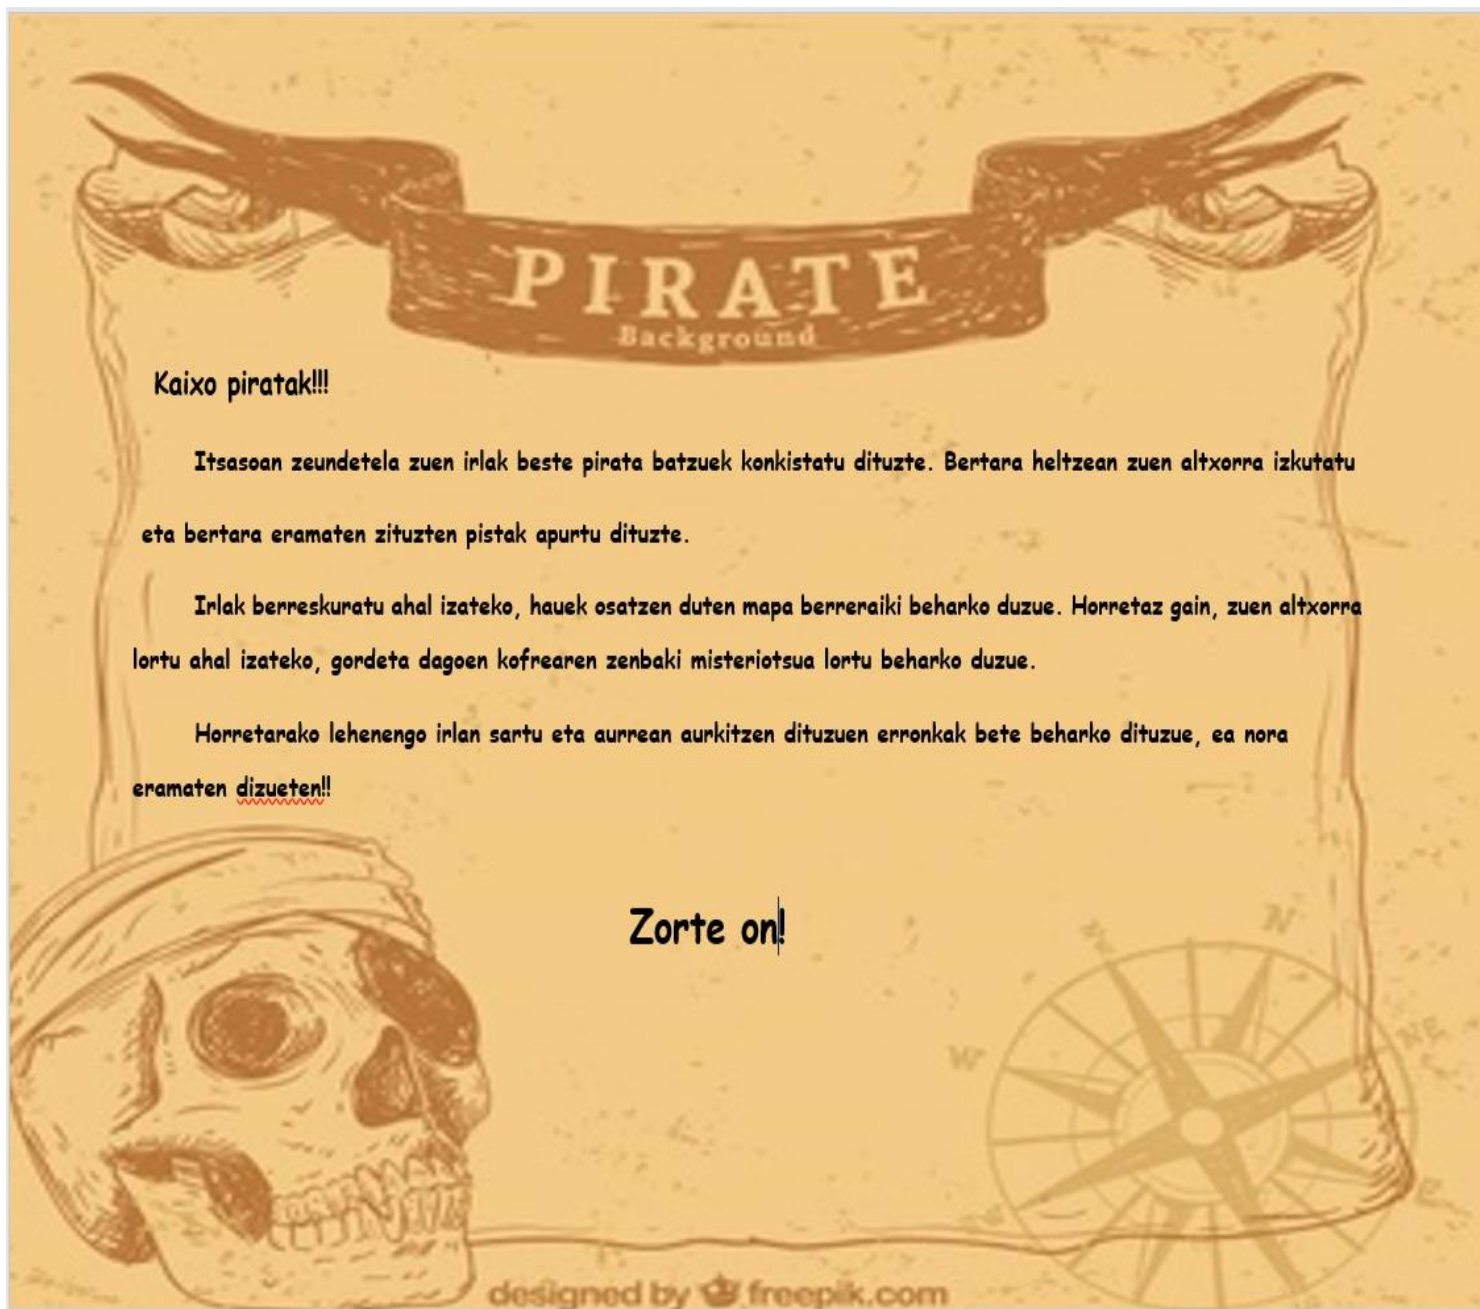 PIRATE
Background
Kaixo piratak!!!
Itsasoan zeundetela zuen irlak beste pirata batzuek konkistatu dituzte. Bertara heltzean zuen altxorra izkutatu
eta bertara eramaten zituzten pistak apurtu dituzte.
Irlak berreskuratu ahal izateko, hauek osatzen duten mapa berreraiki beharko duzue. Horretaz gain, zuen altxorra
lortu ahal izateko, gordeta dagoen kofrearen zenbaki misteriotsua lortu beharko duzue.
Horretarako lehenengo irlan sartu eta aurrean aurkitzen dituzuen erronkak bete beharko dituzue, ea nora
eramaten dizueten!!
Zorte on!
N
W
NE
E
designed by freepik.com